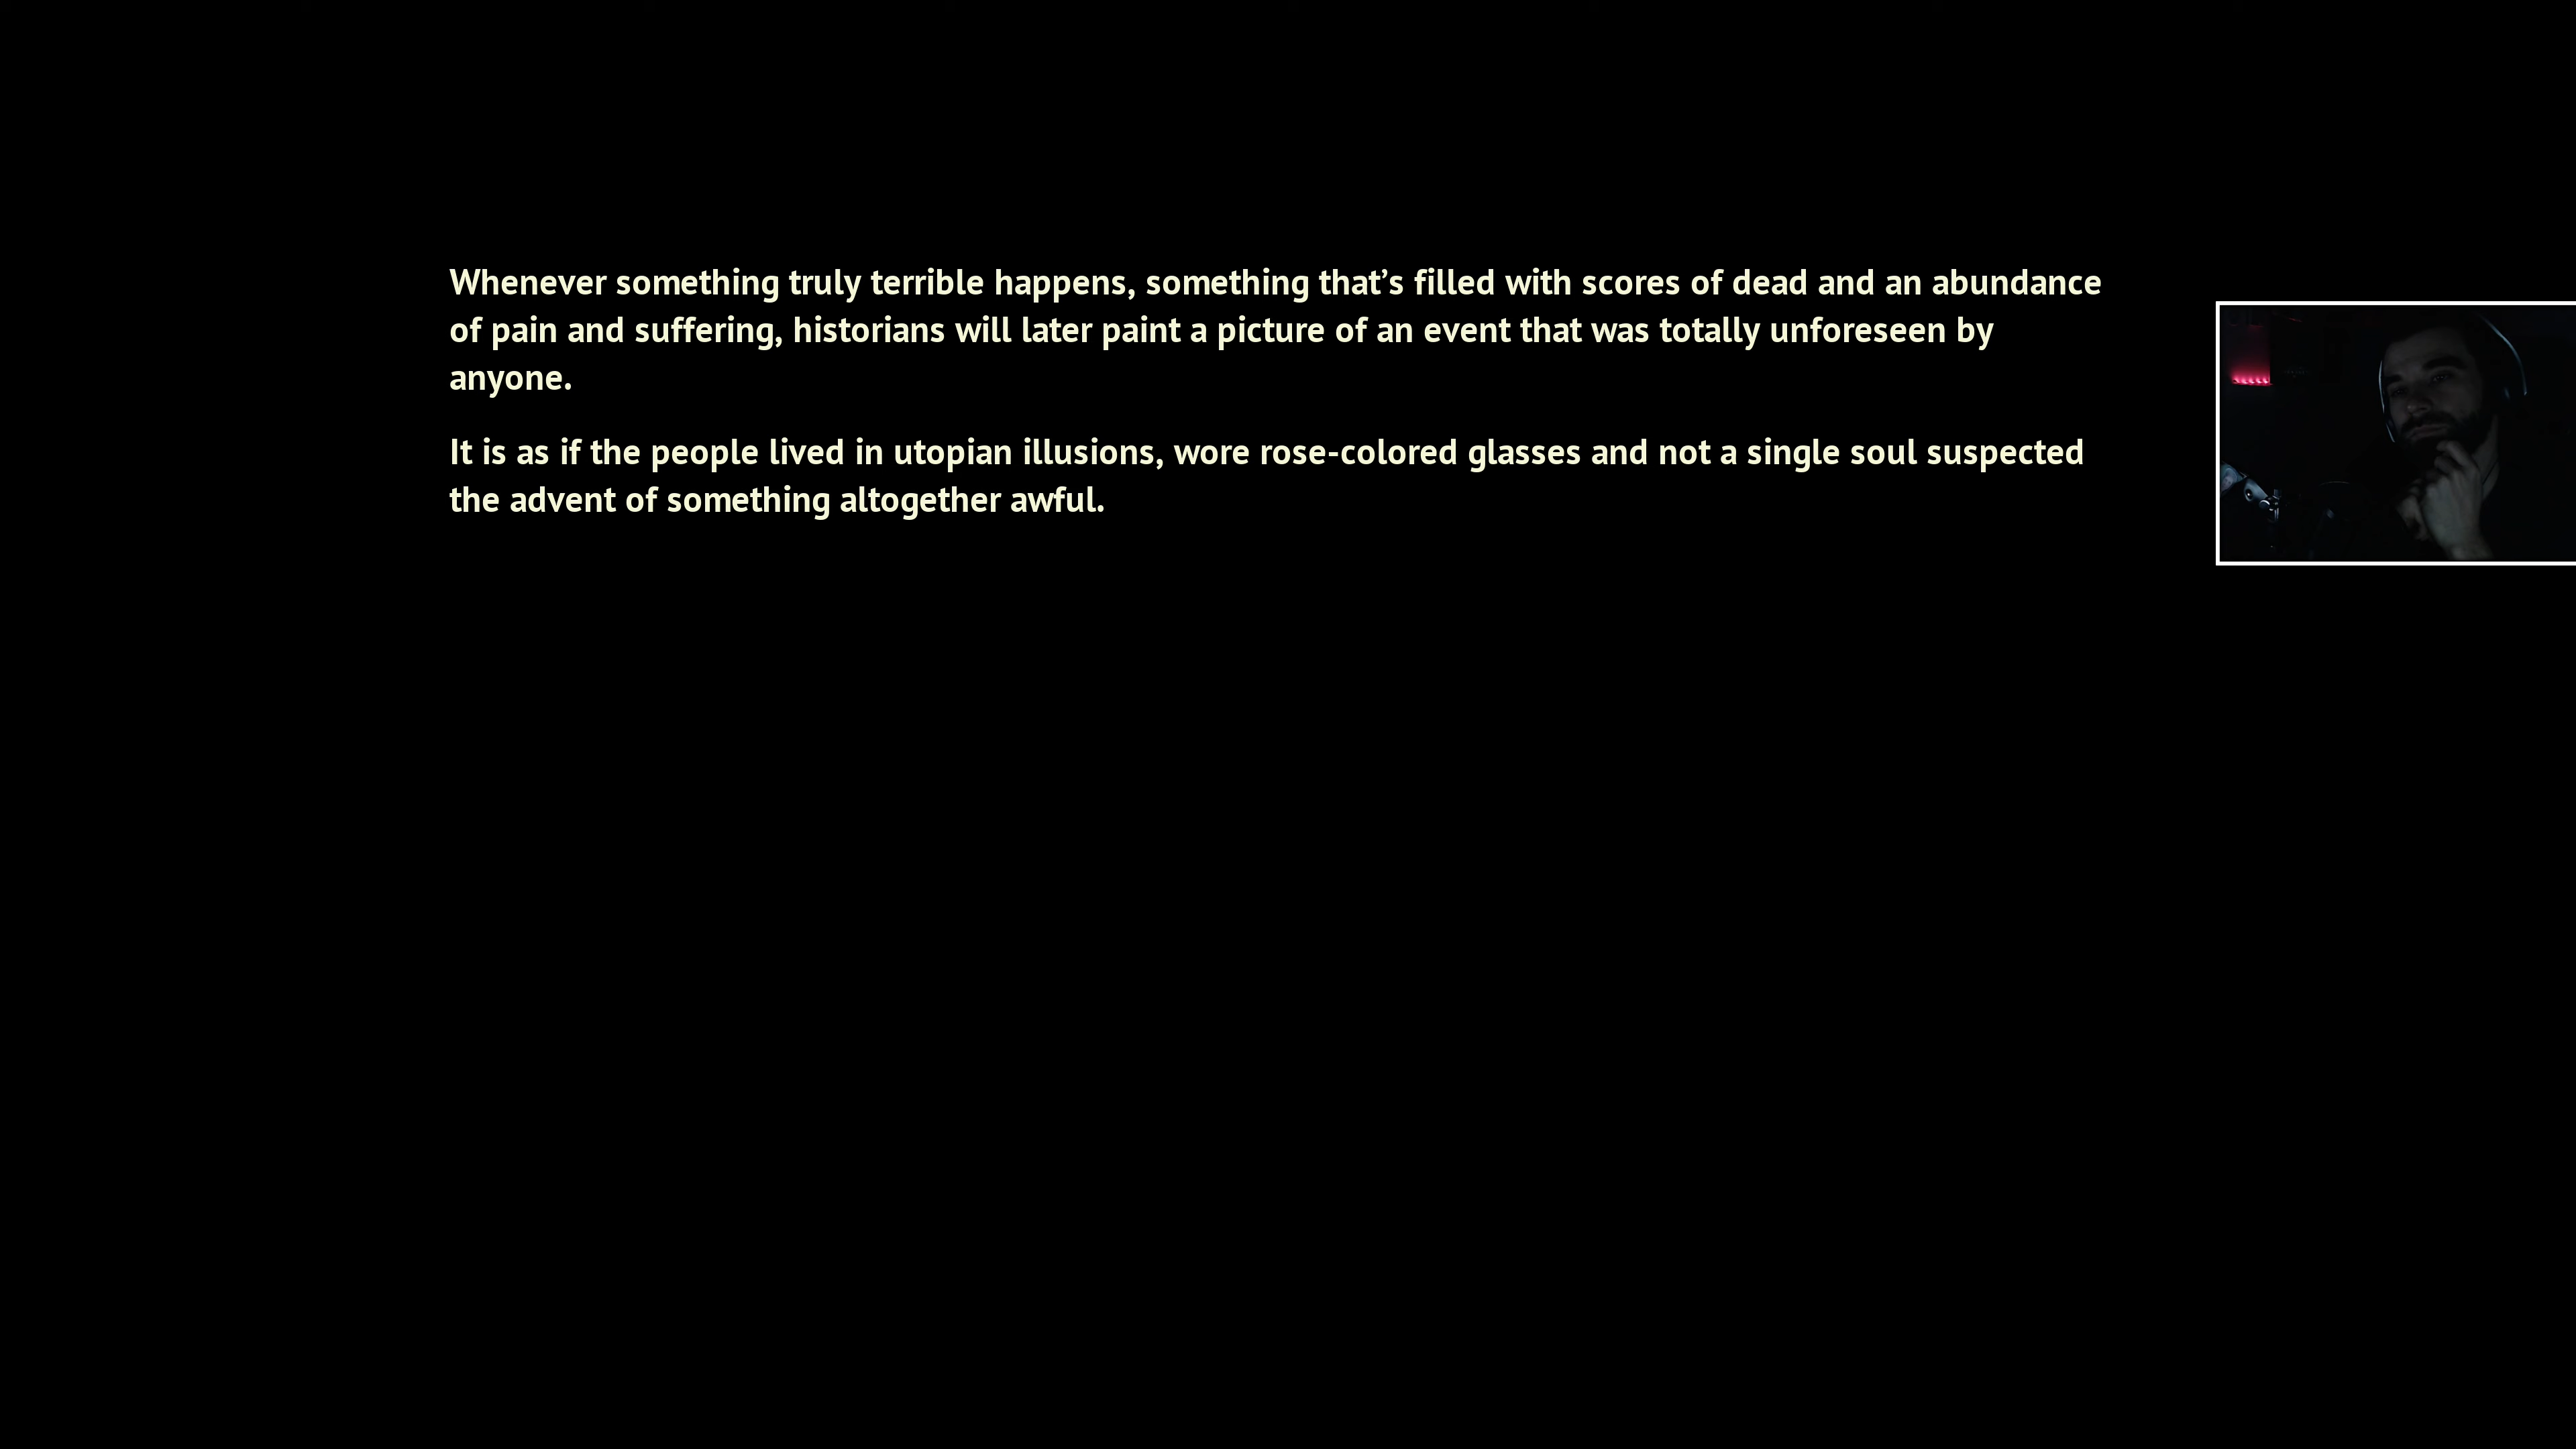 Whenever something truly terrible happens, something that’s filled with scores of dead and an abundance
of pain and suffering, historians will later paint a picture of an event that was totally unforeseen by
anyone.
It is as if the people lived in utopian illusions, wore rose-colored glasses and not a single soul suspected
the advent of something altogether awful.